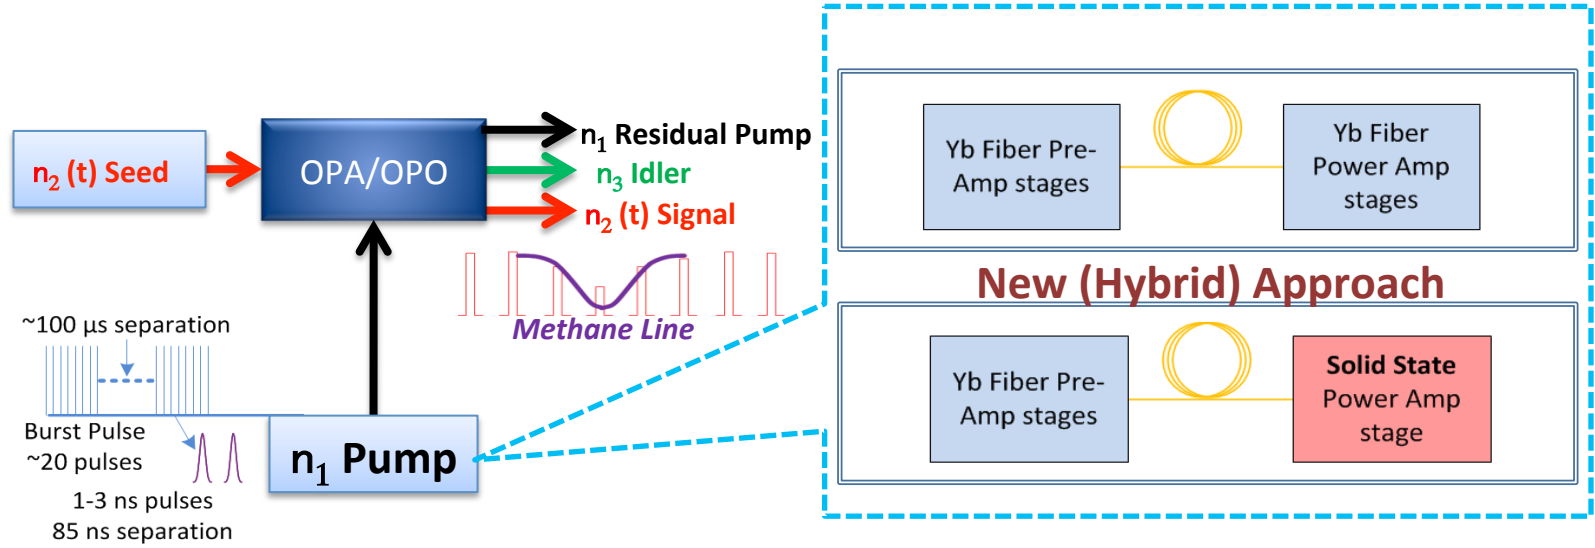 n1 Residual Pump
n2 (t) Seed
OPA/OPO
n3 Idler
n2 (t) Signal
Methane Line
~100 µs separation
Burst Pulse
~20 pulses
n1 Pump
1-3 ns pulses
85 ns separation
Yb Fiber Pre-
Amp stages
Yb Fiber
Power Amp
stages
New (Hybrid) Approach
Yb Fiber Pre-
Amp stages
Solid State
Power Amp
stage